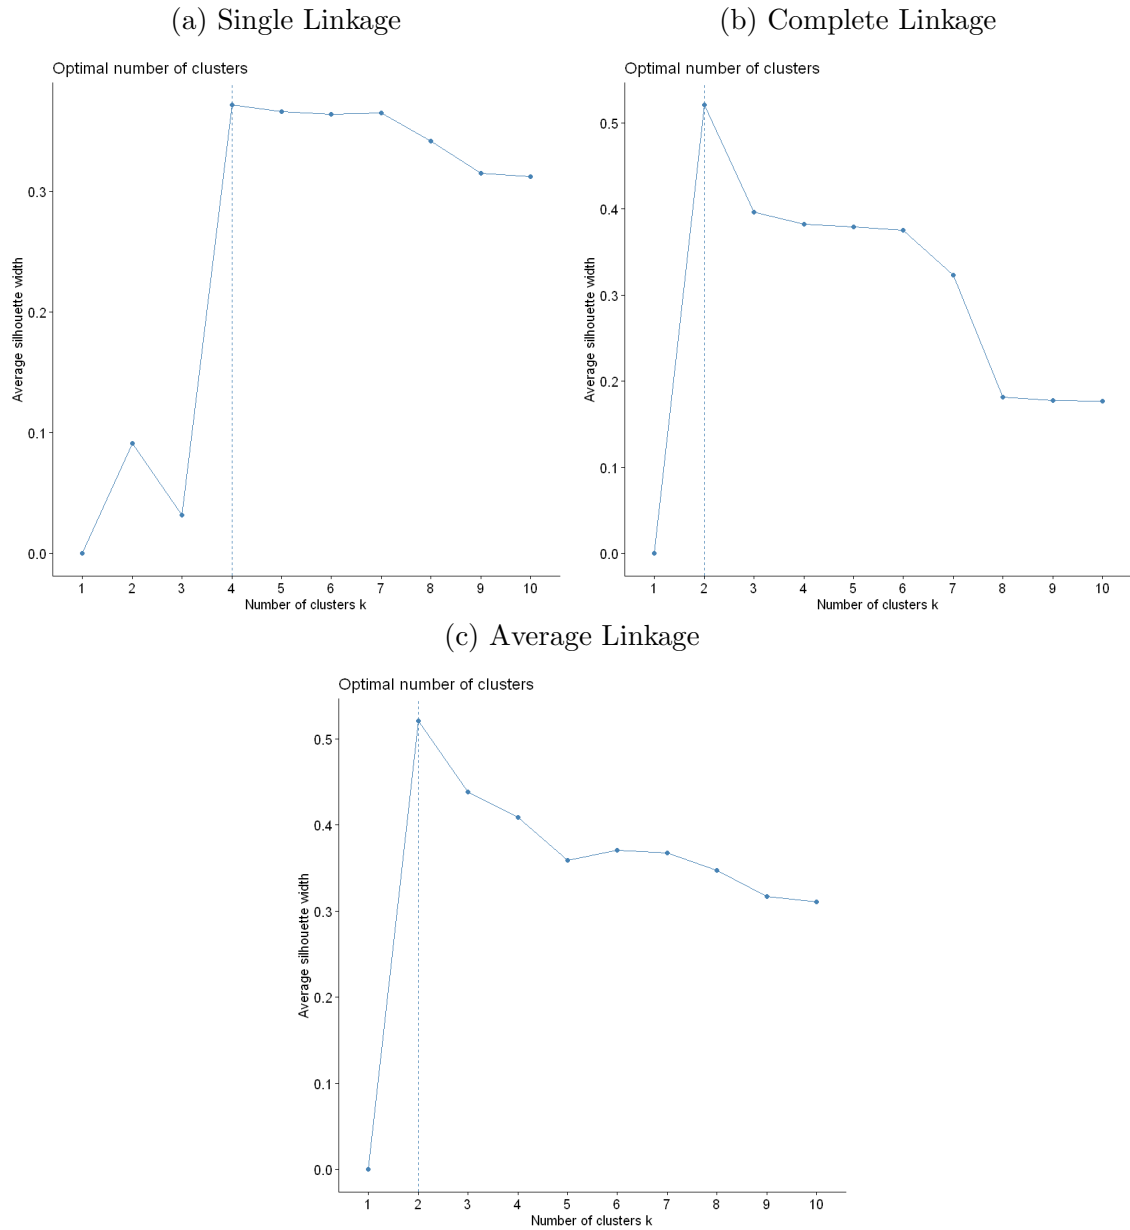 (a) Single Linkage
Optimal number of clusters
Average silhouette width
0.3
0.2
0.1
0.0
1 2 3 4 5 6 7 8 9 10
Number of clusters k
(b) Complete Linkage
Optimal number of clusters
Average silhouette width
0.5
0.4
0.3
0.2
0.1
0.0
1 2 3 4 5 6 7 8 9 10
Number of clusters k
(c) Average Linkage
Optimal number of clusters
Average silhouette width
0.5
0.4
0.3
0.2
0.1
0.0
1 2 3 4 5 6 7 8 9 10
Number of clusters k